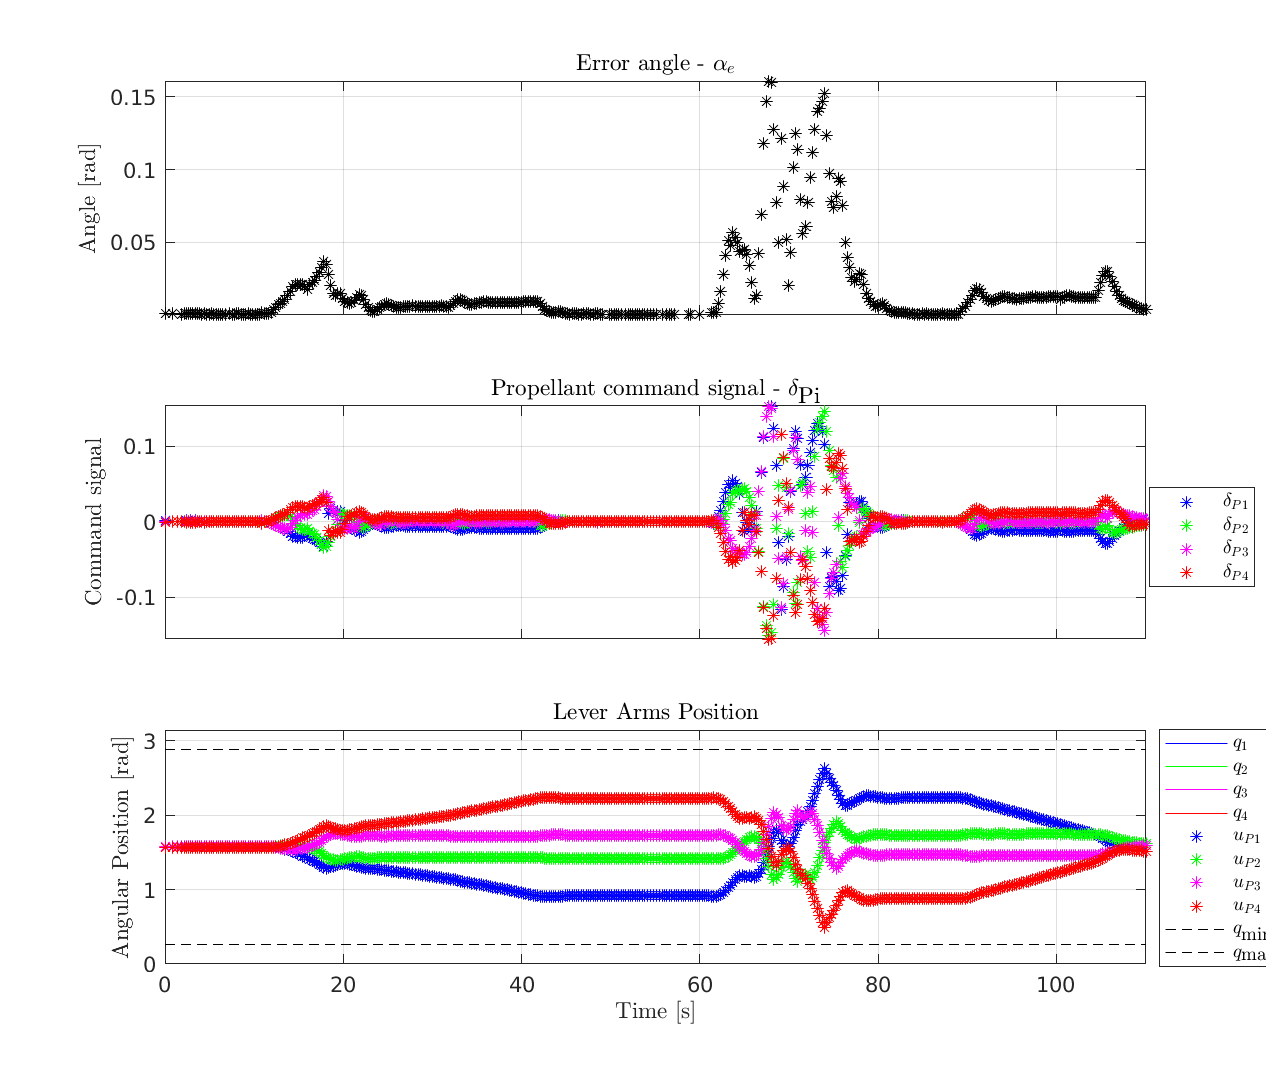 Error angle - αₑ
0.15
0.1
0.05
Angle [rad]
Propellant command signal - δPi
0.1
0
-0.1
Command signal
δP1
δP2
δP3
δP4
Lever Arms Position
3
2
1
0
Angular Position [rad]
0 20 40 60 80 100
Time [s]
q1
q2
q3
q4
uP1
uP2
uP3
uP4
qmin
qma